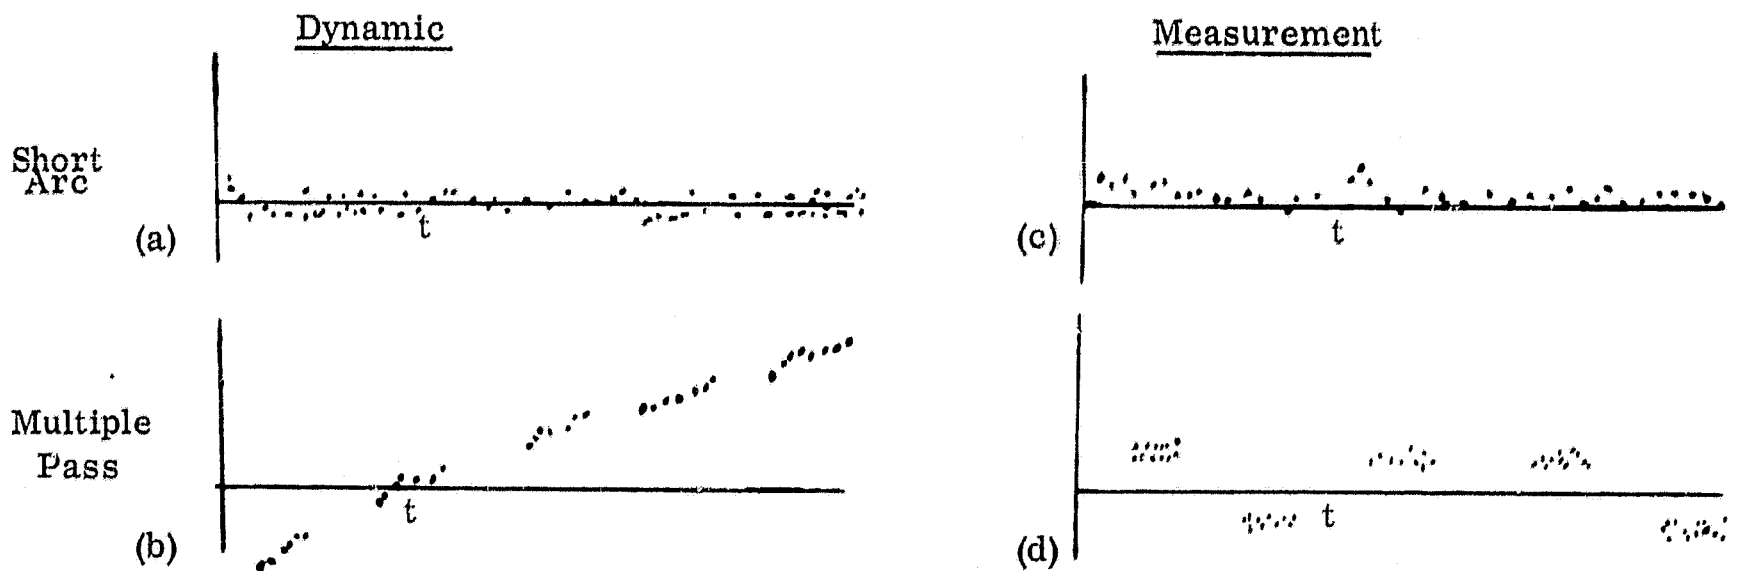 Dynamic
Measurement
Short
Arc
(a)
t
(c)
t
Multiple
Pass
(b)
t
(d)
t